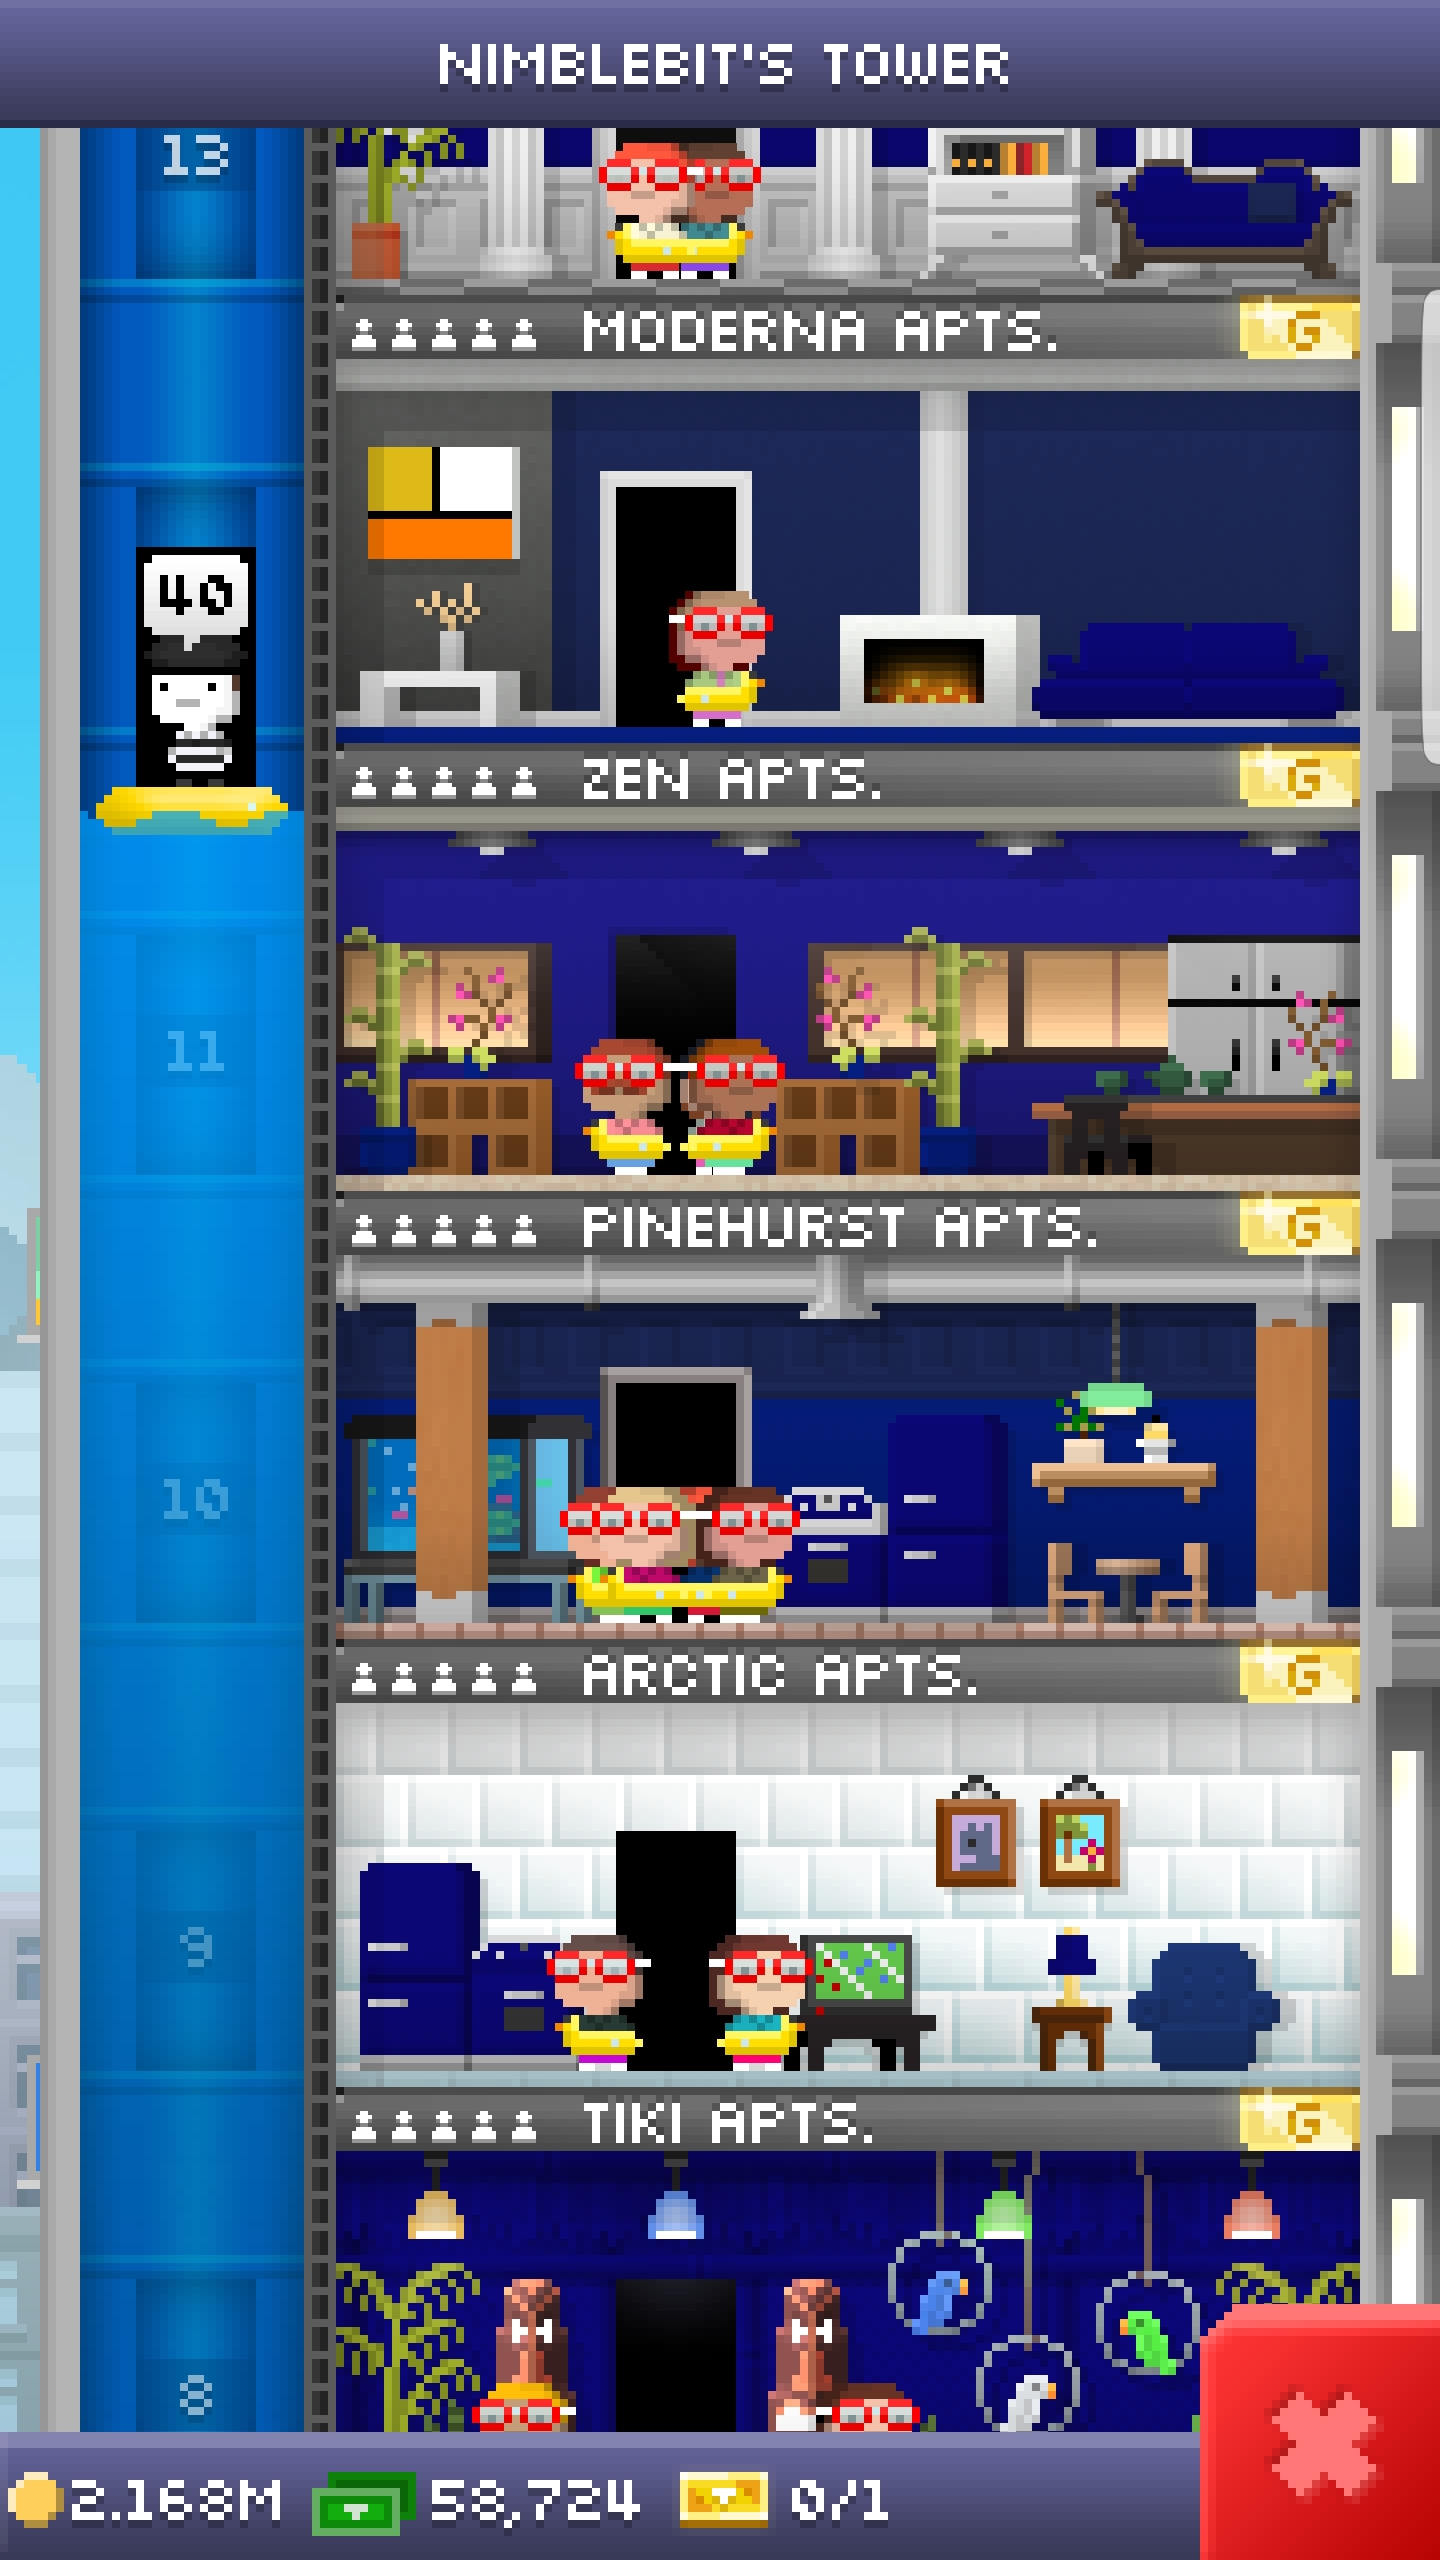 NIMBLEBIT'S TOWER
13
MODERNA APTS. G
40
ZEN APTS. G
11
PINEHURST APTS. G
10
ARCTIC APTS. G
9
TIKI APTS. G
8
2.168M 58,724 0/1